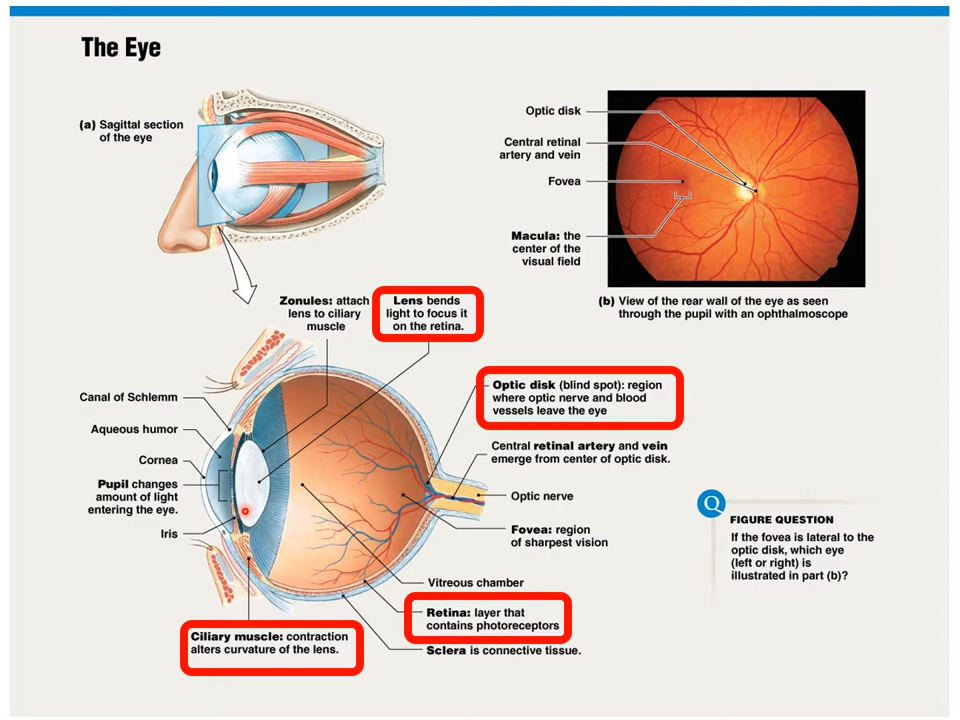 The Eye
(a) Sagittal section
of the eye
Optic disk
Central retinal
artery and vein
Fovea
Macula: the
center of the
visual field
(b) View of the rear wall of the eye as seen
through the pupil with an ophthalmoscope
Zonules: attach
lens to ciliary
muscle
Lens bends
light to focus it
on the retina.
Optic disk (blind spot): region
where optic nerve and blood
vessels leave the eye
Central retinal artery and vein
emerge from center of optic disk.
Optic nerve
Fovea: region
of sharpest vision
Vitreous chamber
Retina: layer that
contains photoreceptors
Sclera is connective tissue.
Canal of Schlemm
Aqueous humor
Cornea
Pupil changes
amount of light
entering the eye.
Iris
Ciliary muscle: contraction
alters curvature of the lens.
Q
FIGURE QUESTION
If the fovea is lateral to the
optic disk, which eye
(left or right) is
illustrated in part (b)?